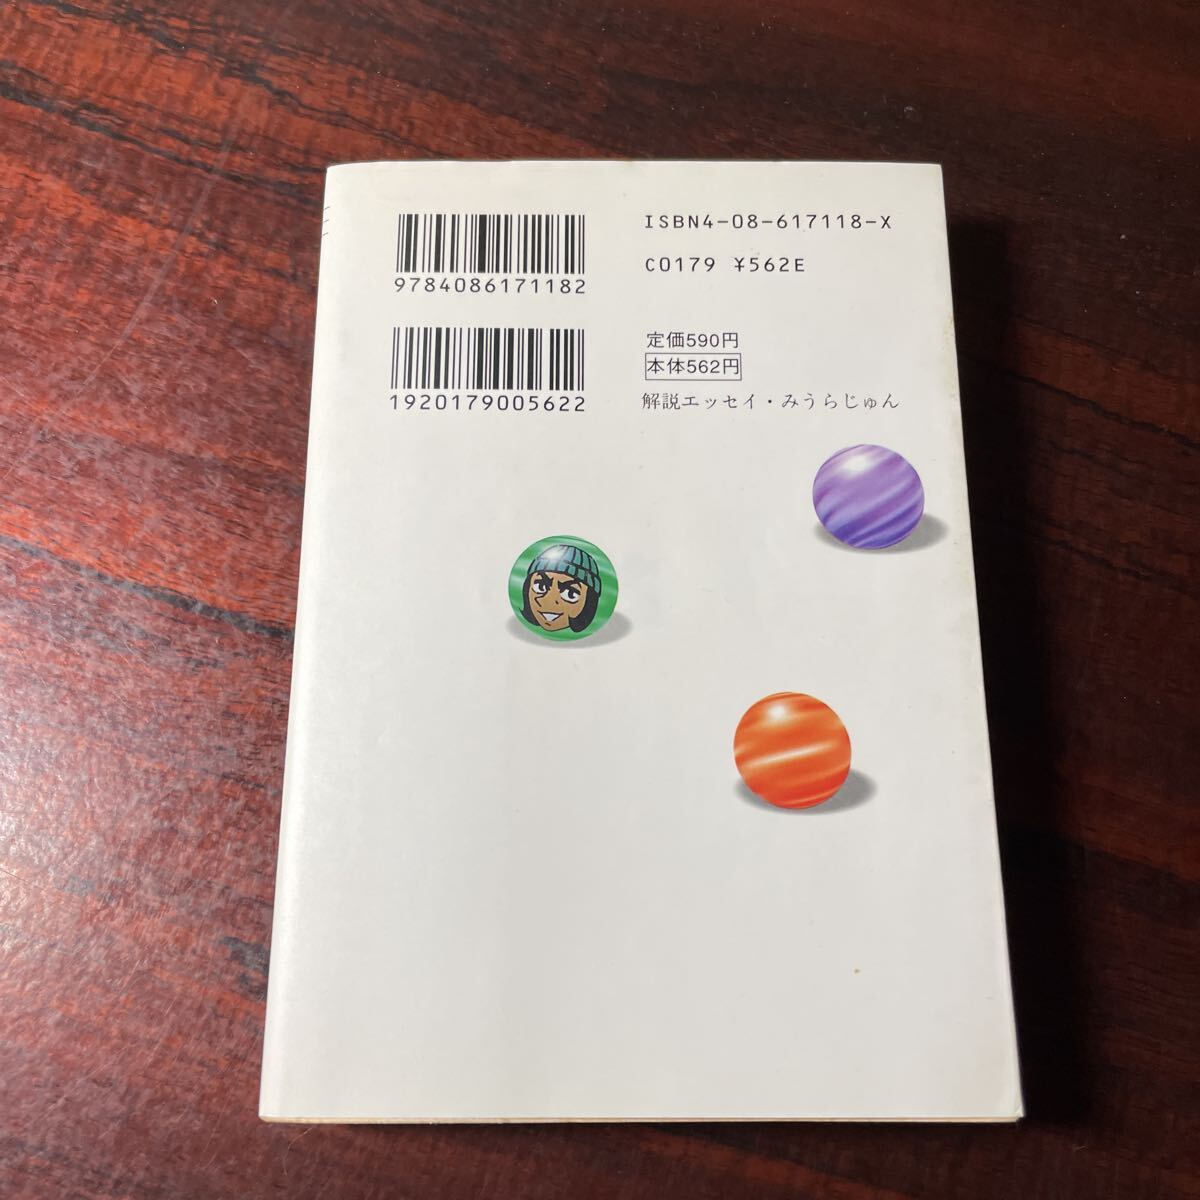 ISBN4-08-617118-X
C0179 ¥562E
9784086171182
定価590円
本体562円
1920179005622
解説エッセイ・みうらじゅん